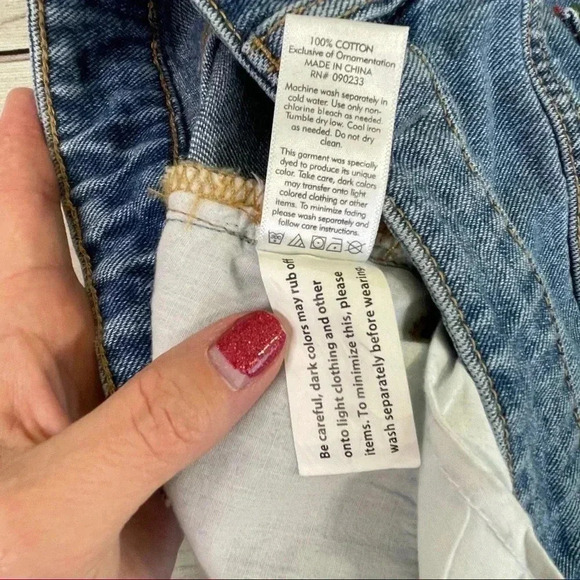 100% COTTON
Exclusive of Ornamentation
MADE IN CHINA
RN# 090233
Machine wash separately in
cold water. Use only non-
chlorine bleach as needed.
Tumble dry low. Cool iron
as needed. Do not dry
clean.
This garment was specially
dyed to produce its unique
color. Take care, dark colors
may transfer onto light
colored clothing or other
items. To minimize fading
please wash separately and
follow care instructions.
Be careful, dark colors may rub off
onto light clothing and other
items. To minimize this, please
wash separately before wearing